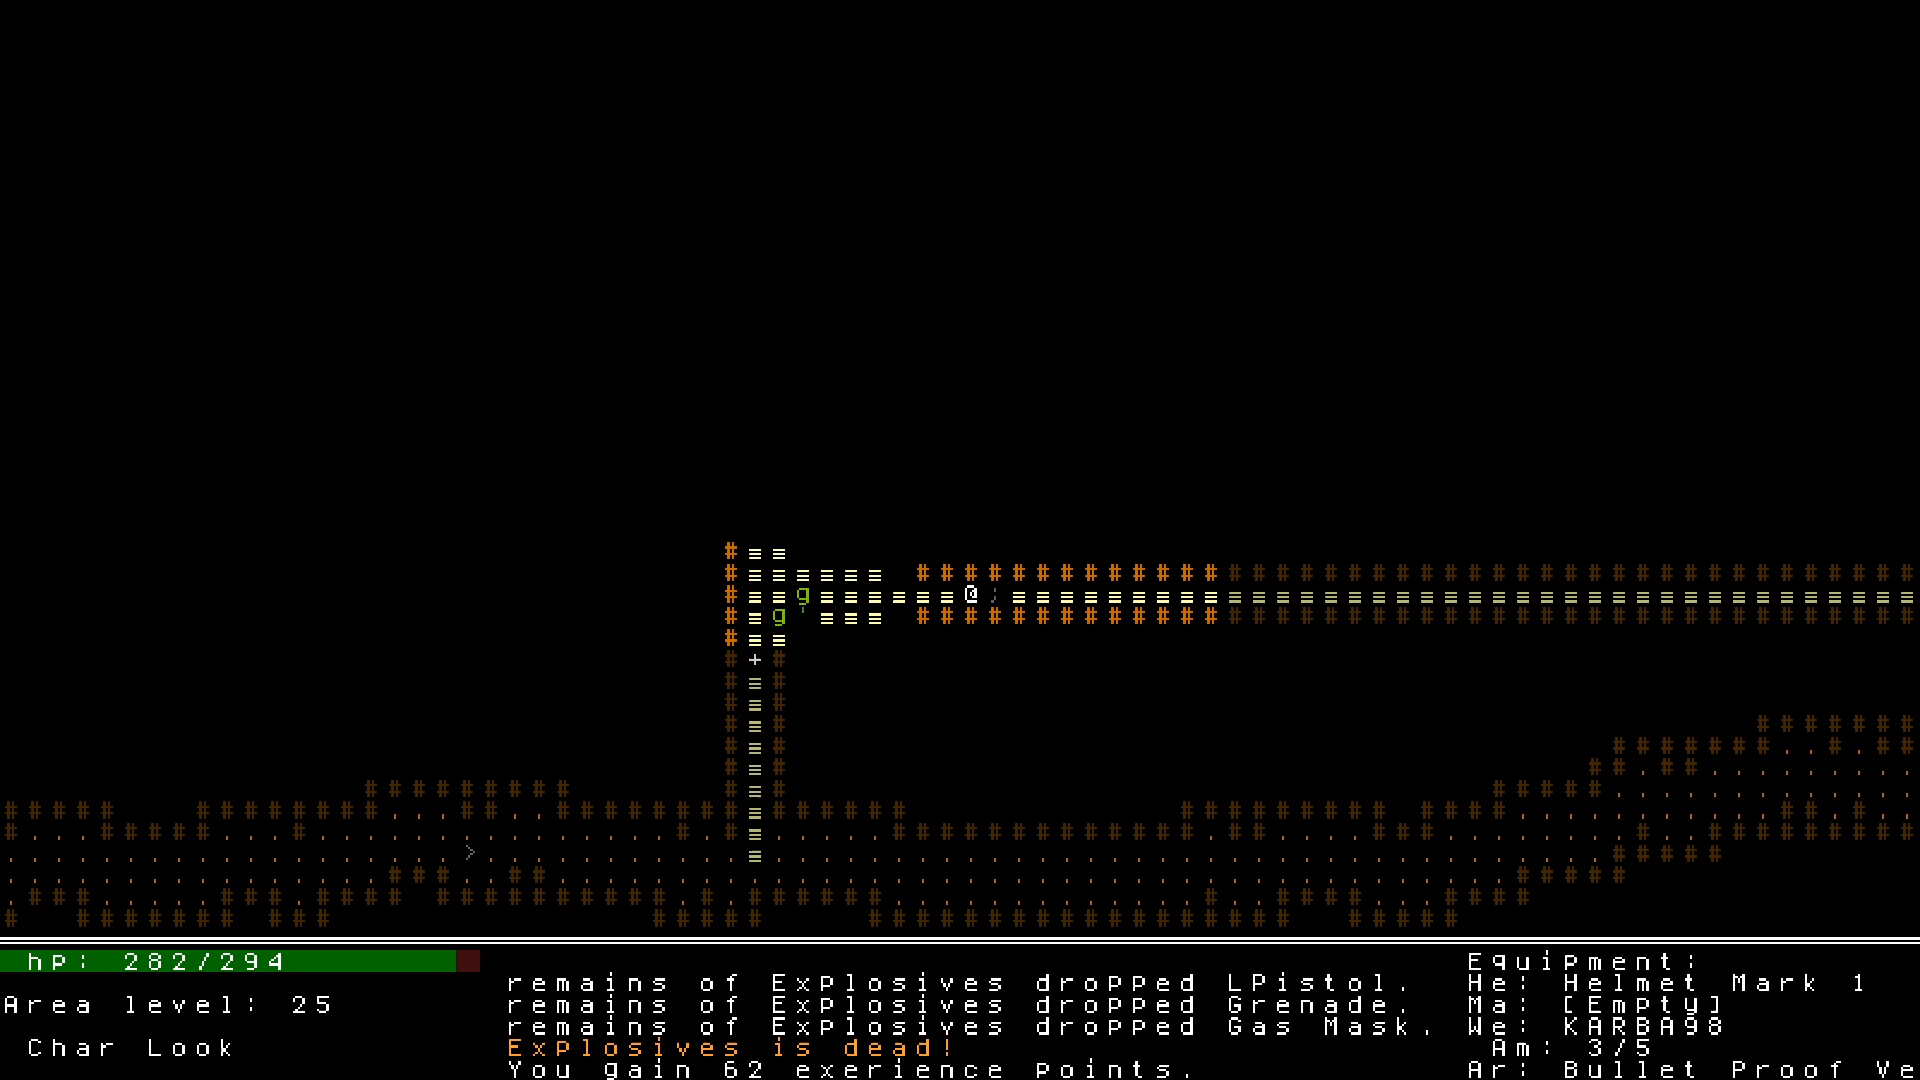 hp: 282/294
Area level: 25
Char Look
remains of Explosives dropped LPistol.
remains of Explosives dropped Grenade.
remains of Explosives dropped Gas Mask.
Explosives is dead!
You gain 62 exerience points.
Equipment:
He: Helmet Mark 1
Ma: [Empty]
We: KARBA98
Am: 3/5
Ar: Bullet Proof Ve